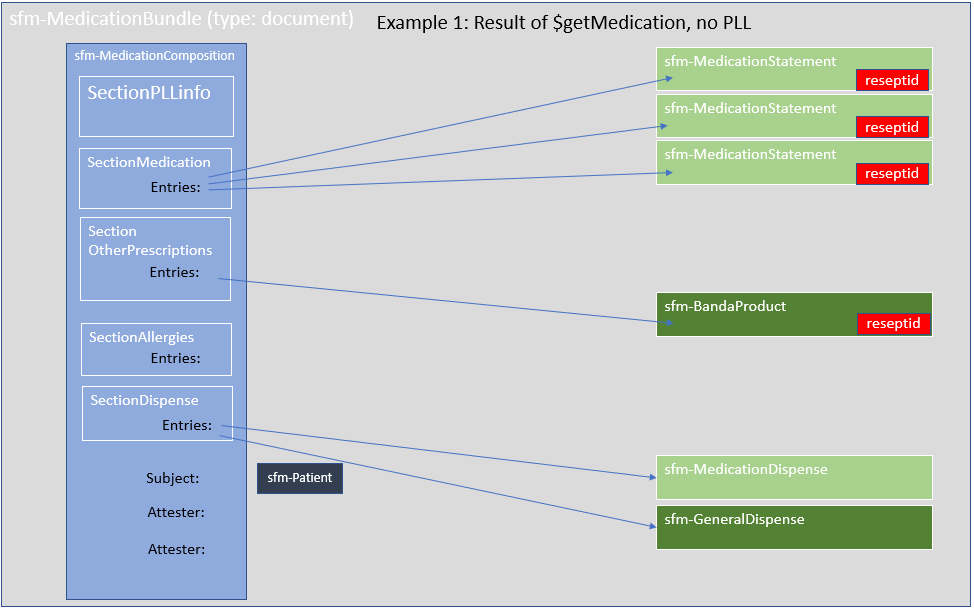 sfm-MedicationBundle (type: document)
Example 1: Result of $getMedication, no PLL
sfm-MedicationComposition
SectionPLLinfo
SectionMedication
Entries:
Section
OtherPrescriptions
Entries:
SectionAllergies
Entries:
SectionDispense
Entries:
Subject:
sfm-Patient
Attester:
Attester:
sfm-MedicationStatement
reseptid
sfm-MedicationStatement
reseptid
sfm-MedicationStatement
reseptid
sfm-BandaProduct
reseptid
sfm-MedicationDispense
sfm-GeneralDispense